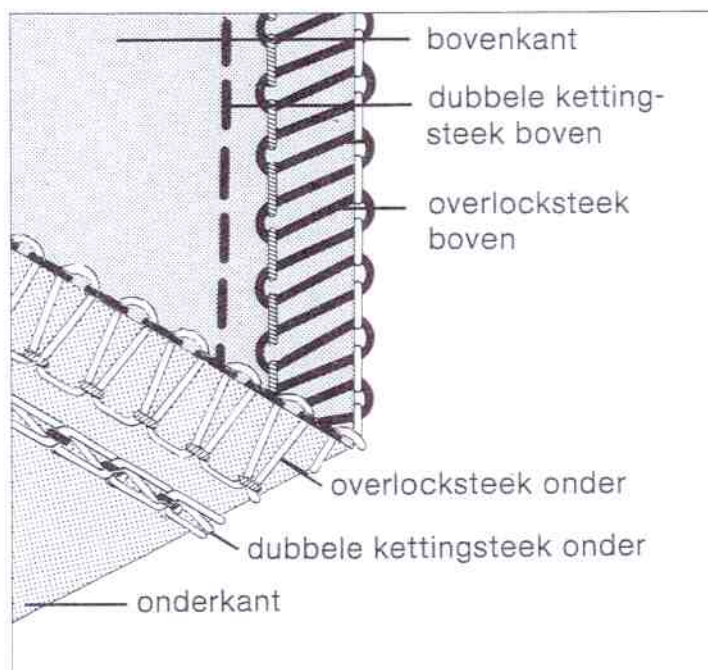 bovenkant
dubbele ketting-
steek boven
overlocksteek
boven
overlocksteek onder
dubbele kettingsteek onder
onderkant